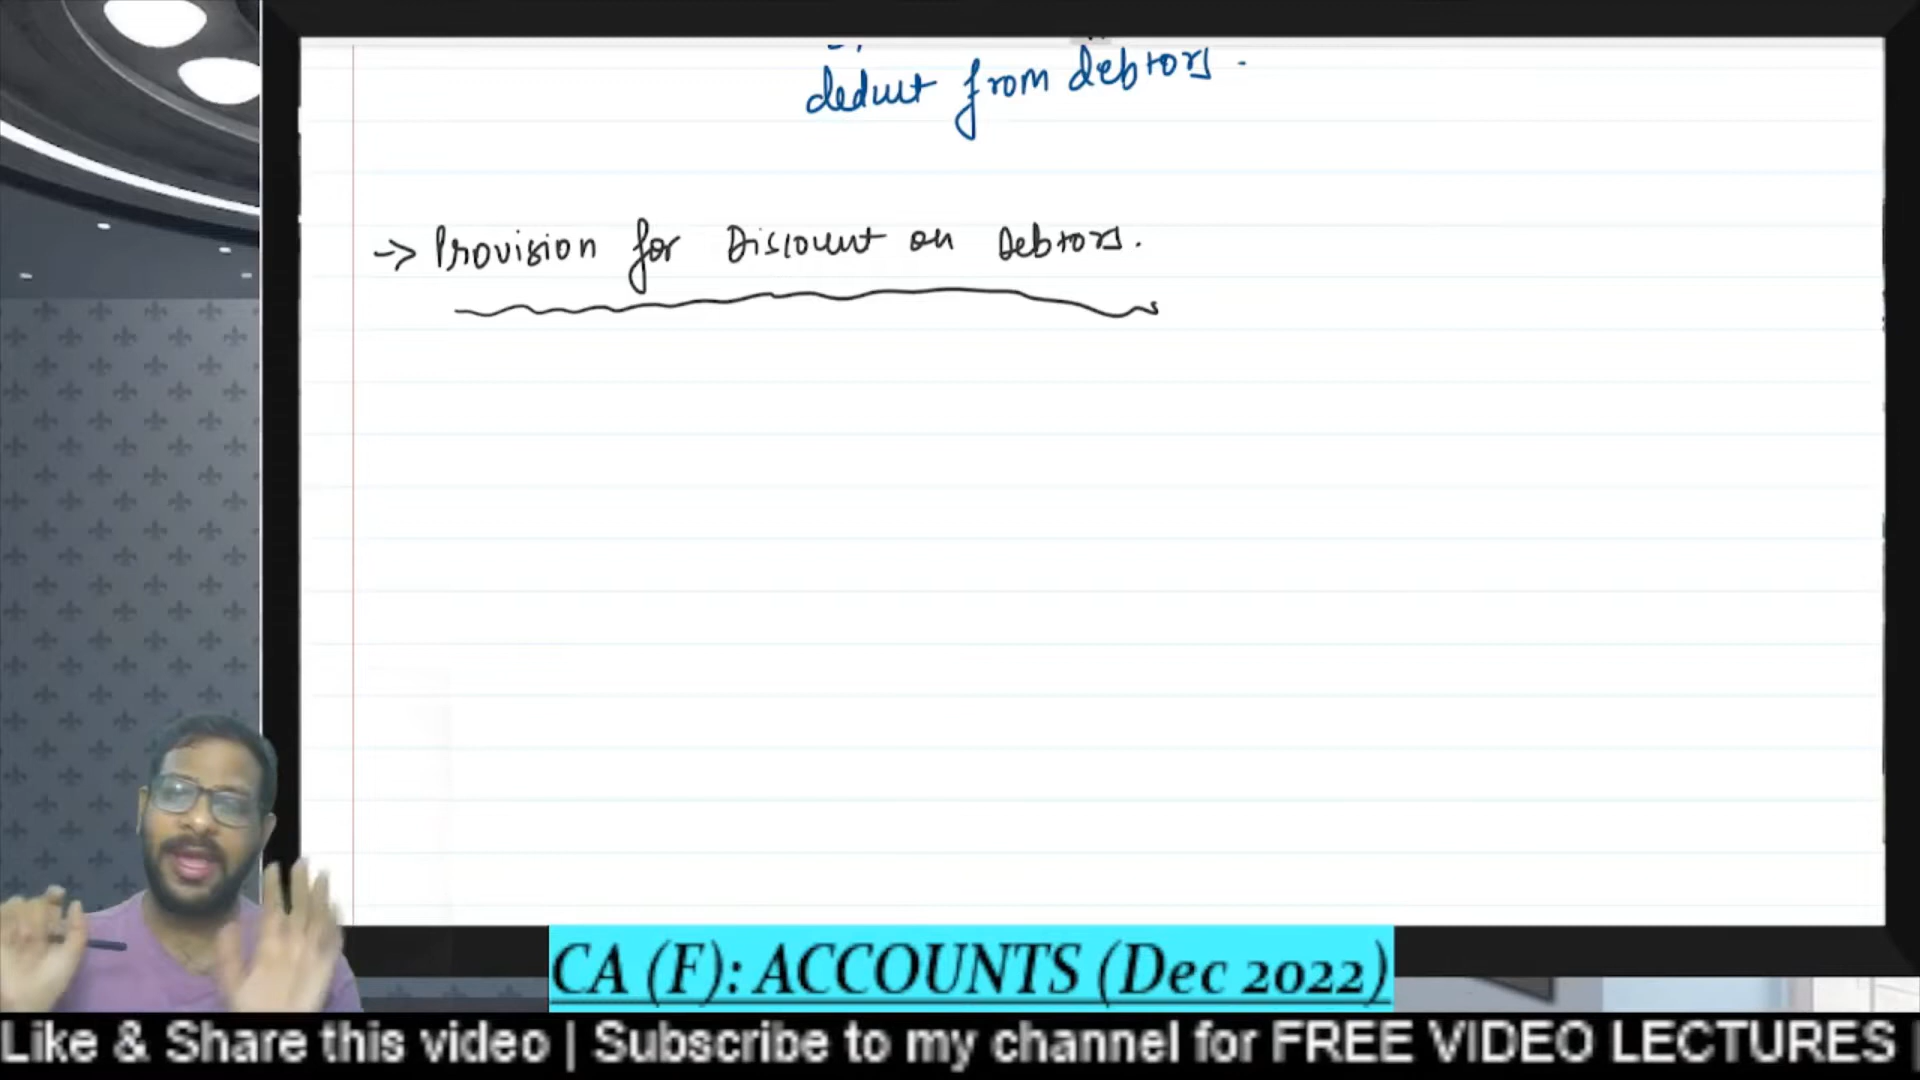 deduct from debtors.
→ Provision for Discount on Debtors.
CA (F): ACCOUNTS (Dec 2022)
Like & Share this video | Subscribe to my channel for FREE VIDEO LECTURES |